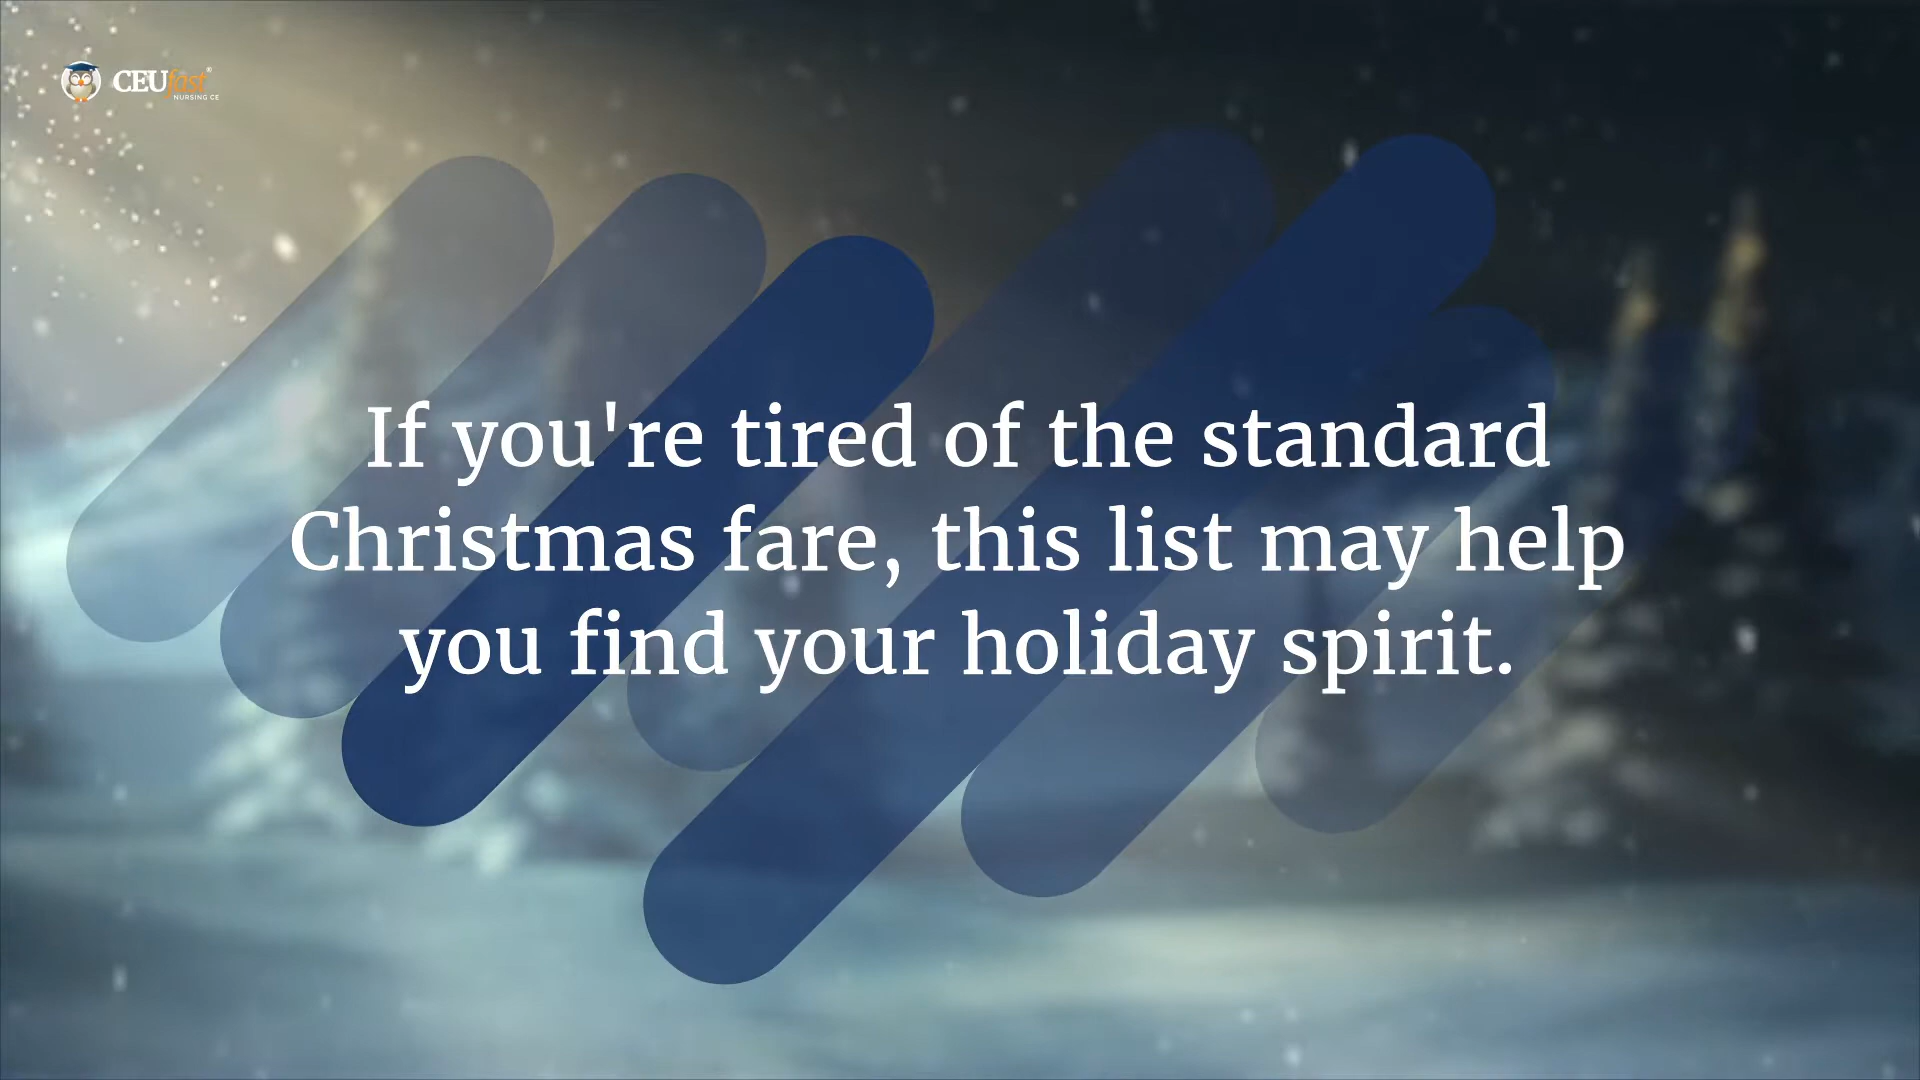 CEUfast®
NURSING CE
If you're tired of the standard
Christmas fare, this list may help
you find your holiday spirit.